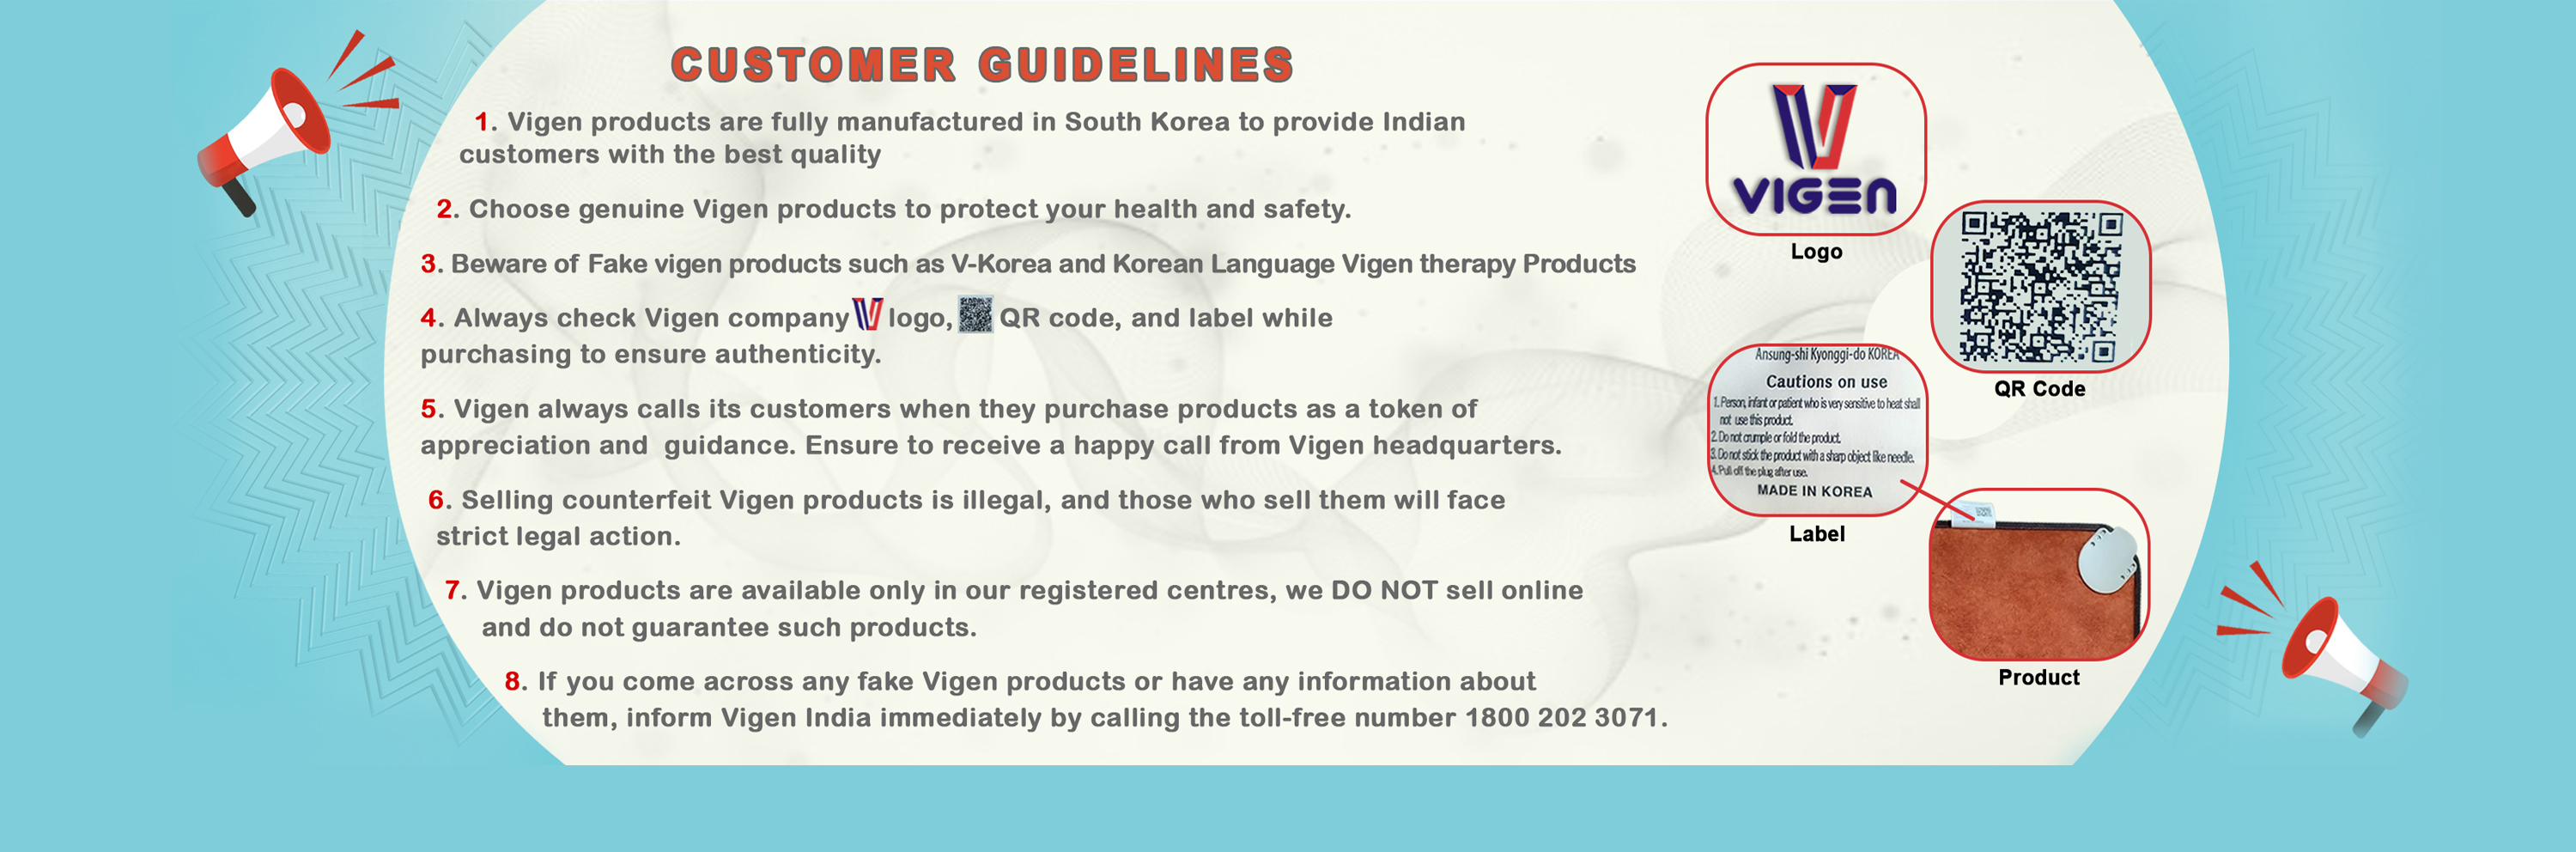 CUSTOMER GUIDELINES
1. Vigen products are fully manufactured in South Korea to provide Indian
customers with the best quality
2. Choose genuine Vigen products to protect your health and safety.
3. Beware of Fake vigen products such as V-Korea and Korean Language Vigen therapy Products
4. Always check Vigen company logo, QR code, and label while
purchasing to ensure authenticity.
5. Vigen always calls its customers when they purchase products as a token of
appreciation and guidance. Ensure to receive a happy call from Vigen headquarters.
6. Selling counterfeit Vigen products is illegal, and those who sell them will face
strict legal action.
7. Vigen products are available only in our registered centres, we DO NOT sell online
and do not guarantee such products.
8. If you come across any fake Vigen products or have any information about
them, inform Vigen India immediately by calling the toll-free number 1800 202 3071.
VIGEN
Logo
QR Code
Ansung-shi Kyonggi-do KOREA
Cautions on use
1. Person, infant or patient who is very sensitive to heat shall
not use this product.
2. Do not crumple or fold the product.
3. Do not stick the product with a sharp object like needle.
4. Pull off the plug after use.
MADE IN KOREA
Label
Product